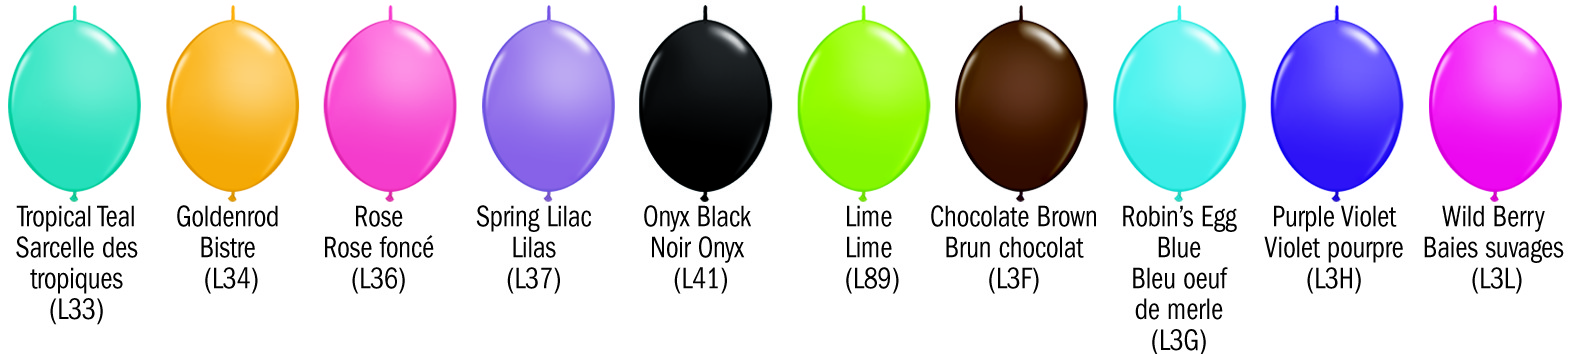 Tropical Teal
Sarcelle des
tropiques
(L33)
Goldenrod
Bistre
(L34)
Rose
Rose foncé
(L36)
Spring Lilac
Lilas
(L37)
Onyx Black
Noir Onyx
(L41)
Lime
Lime
(L89)
Chocolate Brown
Brun chocolat
(L3F)
Robin's Egg
Blue
Bleu oeuf
de merle
(L3G)
Purple Violet
Violet pourpre
(L3H)
Wild Berry
Baies suvages
(L3L)